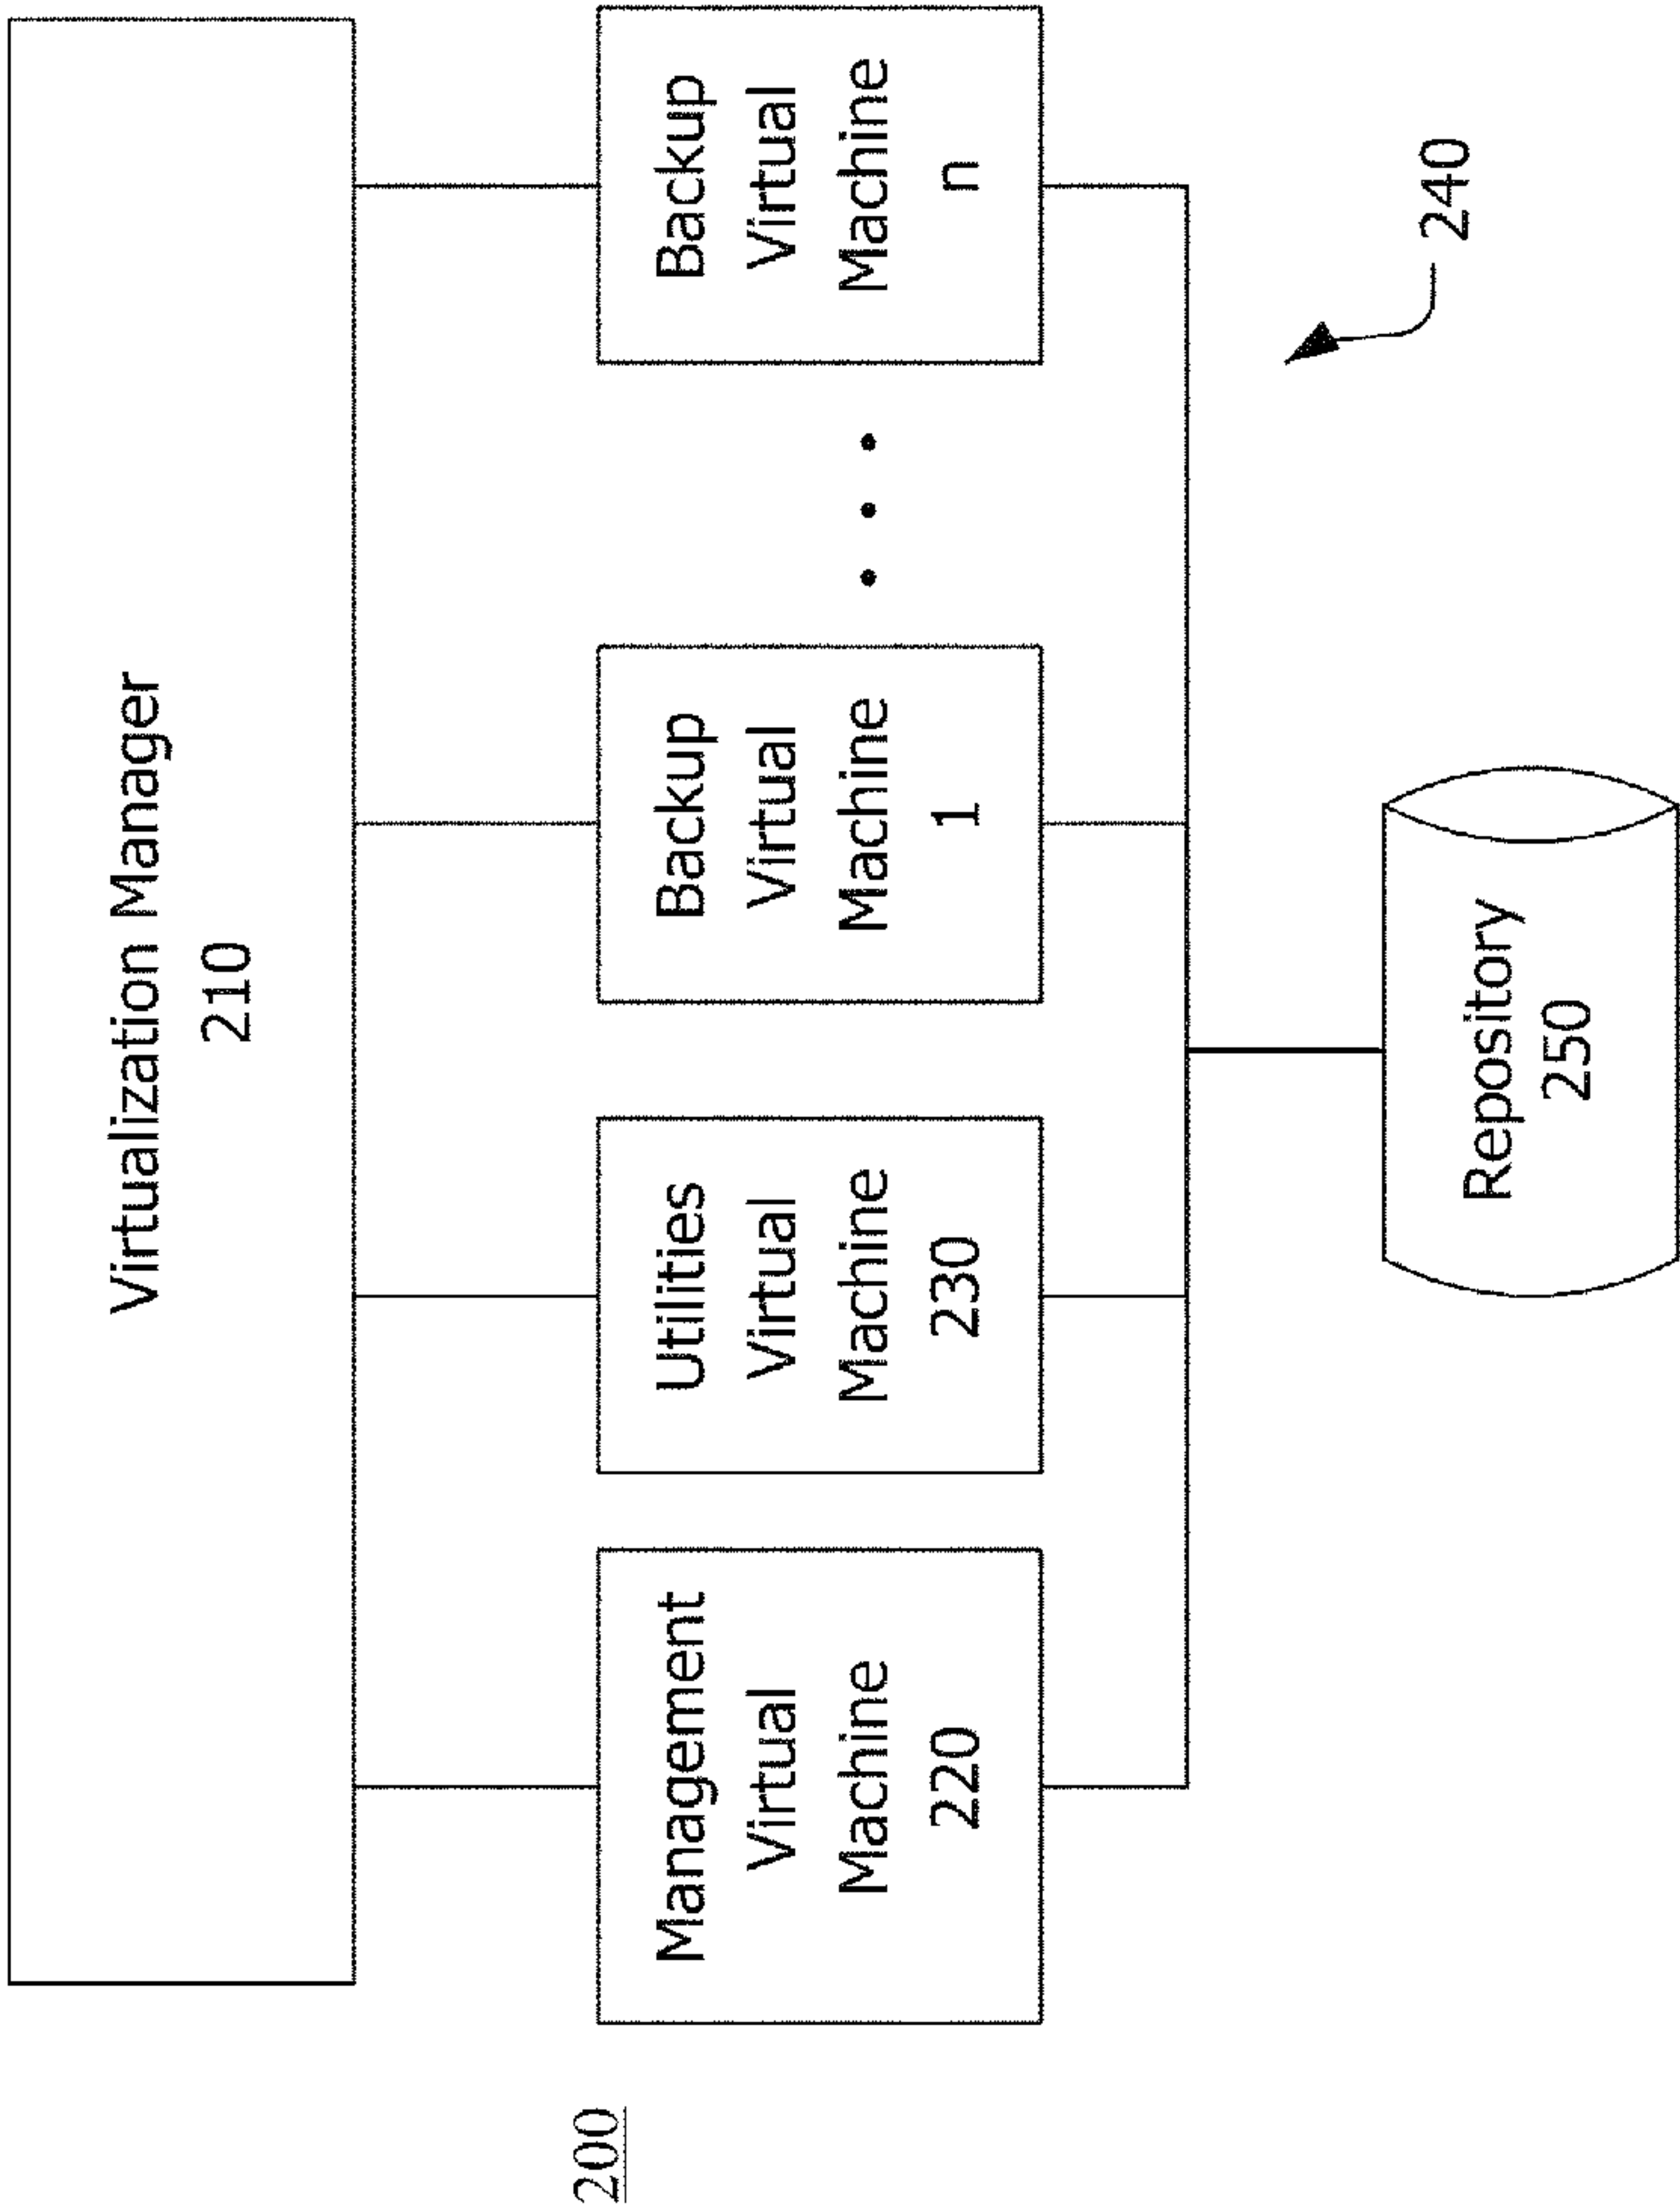 200
Virtualization Manager
210
Management
Virtual
Machine
220
Utilities
Virtual
Machine
230
Backup
Virtual
Machine
1
Backup
Virtual
Machine
n
240
Repository
250